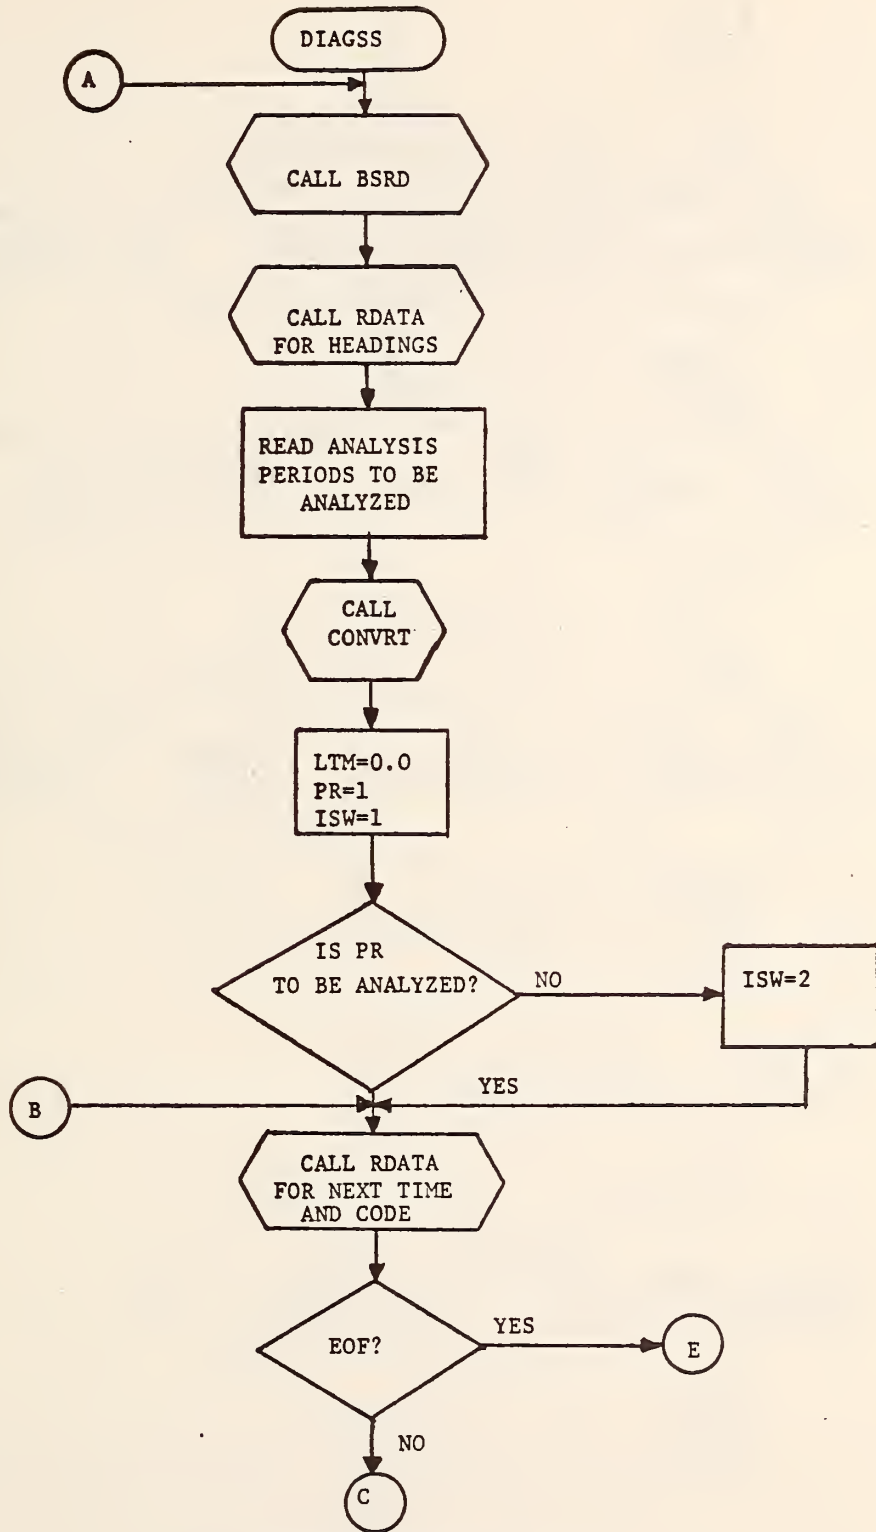 DIAGSS
A
CALL BSRD
CALL RDATA
FOR HEADINGS
READ ANALYSIS
PERIODS TO BE
ANALYZED
CALL
CONVRT
LTM=0.0
PR=1
ISW=1
IS PR
TO BE ANALYZED?
NO
ISW=2
YES
B
CALL RDATA
FOR NEXT TIME
AND CODE
EOF?
YES
E
NO
C